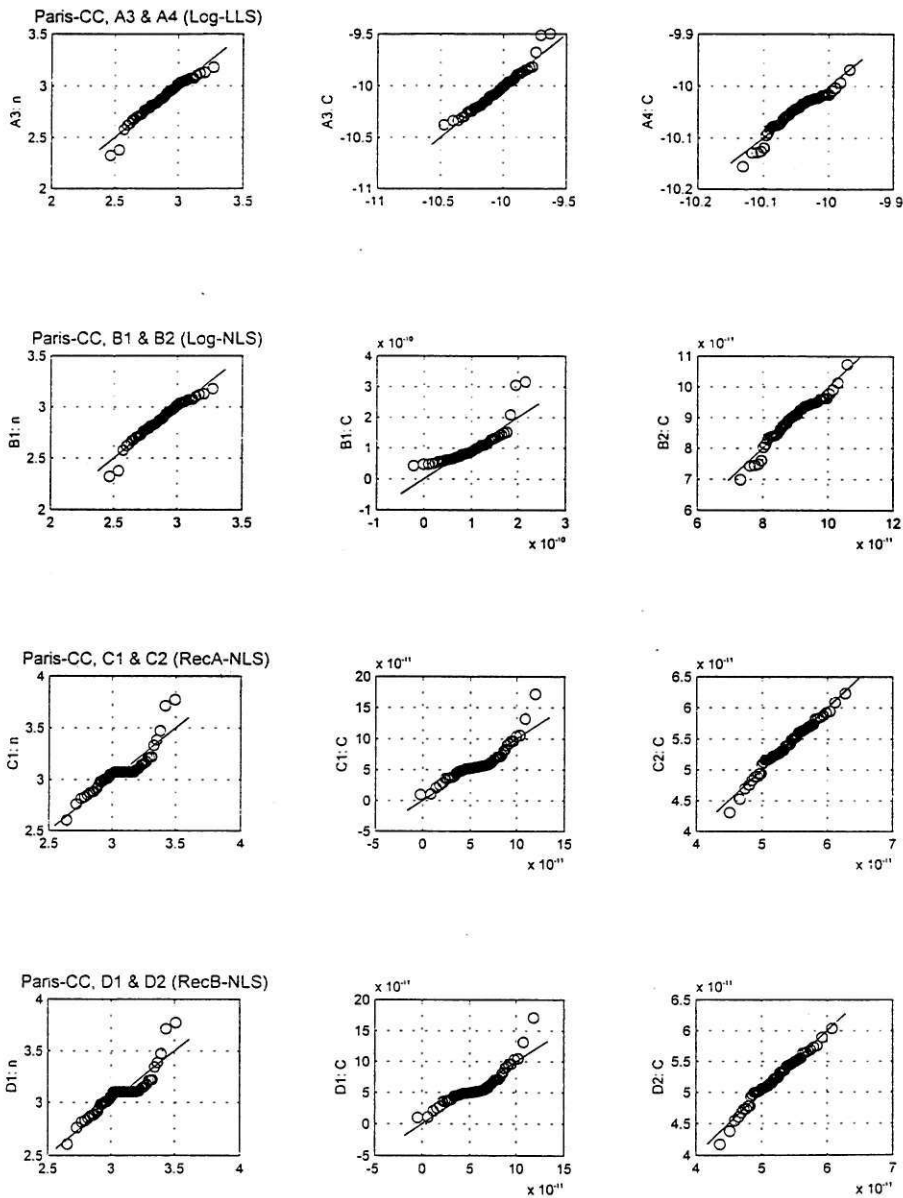 Paris-CC, A3 & A4 (Log-LLS)
3.5
3
2.5
2
A3: n
2 2.5 3 3.5
-9.5
-10
-10.5
-11
A3: C
-11 -10.5 -10 -9.5
-9.9
-10
-10.1
-10.2
A4: C
-10.2 -10.1 -10 -9.9
Paris-CC, B1 & B2 (Log-NLS)
3.5
3
2.5
2
B1: n
2 2.5 3 3.5
x 10⁻¹⁰
4
3
2
1
0
-1
B1: C
-1 0 1 2 3
x 10⁻¹⁰
x 10⁻¹¹
11
10
9
8
7
6
B2: C
6 8 10 12
x 10⁻¹¹
Paris-CC, C1 & C2 (RecA-NLS)
4
3.5
3
2.5
C1: n
2.5 3 3.5 4
x 10⁻¹¹
20
15
10
5
0
-5
C1: C
-5 0 5 10 15
x 10⁻¹¹
x 10⁻¹¹
6.5
6
5.5
5
4.5
4
C2: C
4 5 6 7
x 10⁻¹¹
Paris-CC, D1 & D2 (RecB-NLS)
4
3.5
3
2.5
D1: n
2.5 3 3.5 4
x 10⁻¹¹
20
15
10
5
0
-5
D1: C
-5 0 5 10 15
x 10⁻¹¹
x 10⁻¹¹
6.5
6
5.5
5
4.5
4
D2: C
4 5 6 7
x 10⁻¹¹